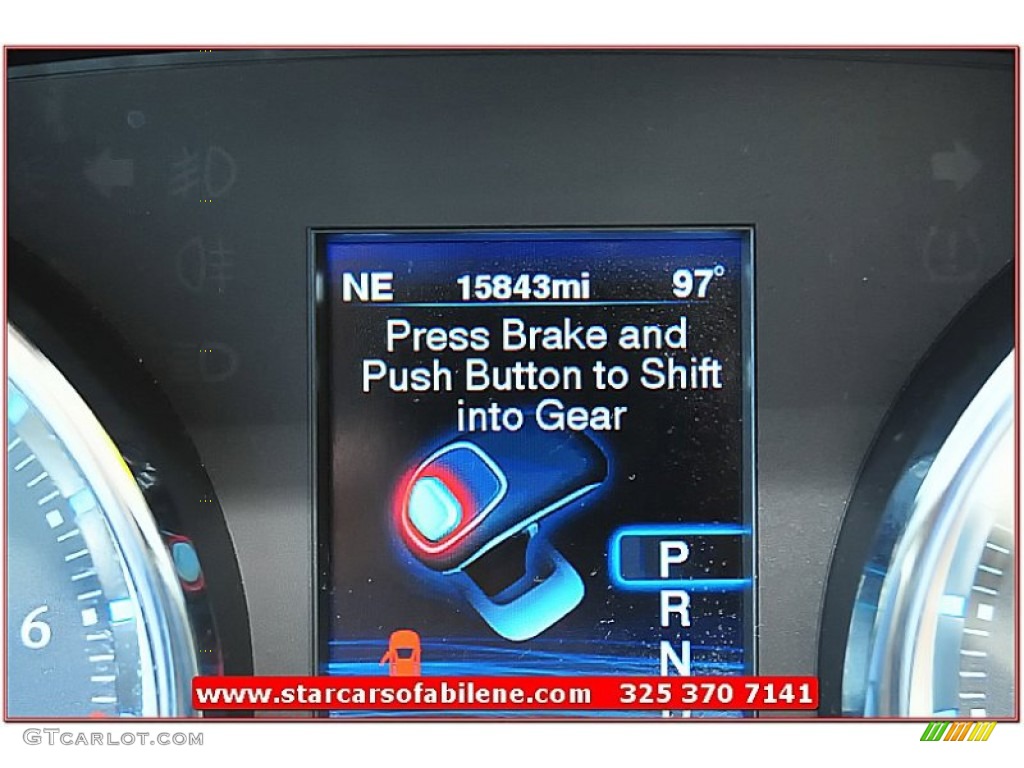 NE 15843mi 97°
Press Brake and
Push Button to Shift
into Gear
P
R
N
6
www.starcarsofabilene.com 325 370 7141
GTCARLOT.COM